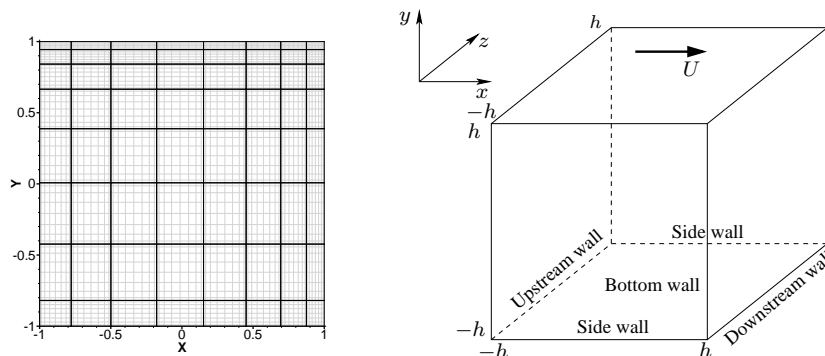 1
0.5
0
-0.5
-1
Y
-1
-0.5
0
0.5
1
X
y
z
x
h
U
−h
h
Side wall
Upstream wall
Bottom wall
Downstream wall
−h
Side wall
−h
h